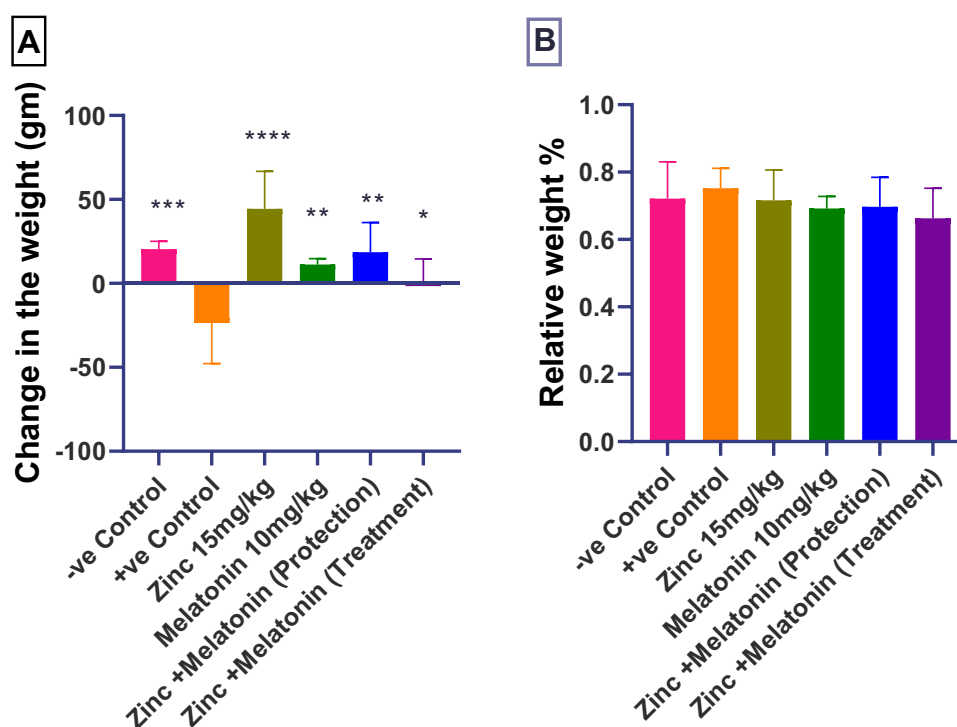 A
Change in the weight (gm)
100
50
0
-50
-100
***
****
**
**
*
-ve Control
+ve Control
Zinc 15mg/kg
Melatonin 10mg/kg
Zinc +Melatonin (Protection)
Zinc +Melatonin (Treatment)
B
Relative weight %
1.0
0.8
0.6
0.4
0.2
0.0
-ve Control
+ve Control
Zinc 15mg/kg
Melatonin 10mg/kg
Zinc +Melatonin (Protection)
Zinc +Melatonin (Treatment)